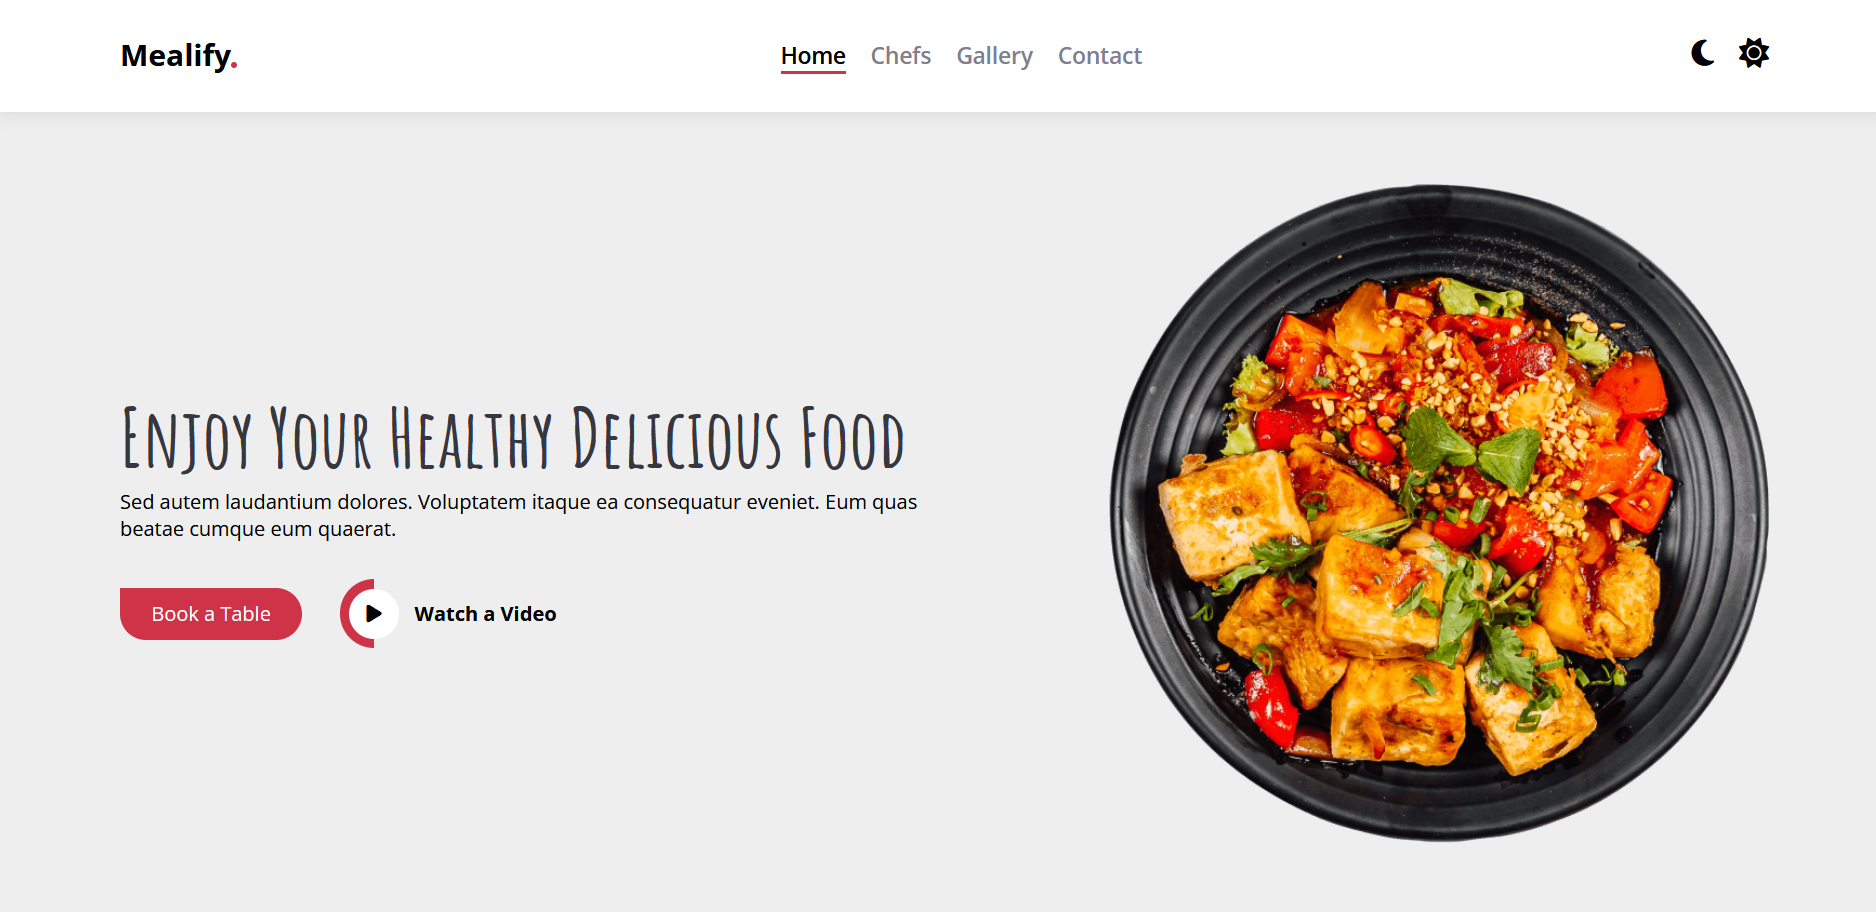 Mealify.
Home Chefs Gallery Contact
Enjoy Your Healthy Delicious Food
Sed autem laudantium dolores. Voluptatem itaque ea consequatur eveniet. Eum quas
beatae cumque eum quaerat.
Book a Table
Watch a Video